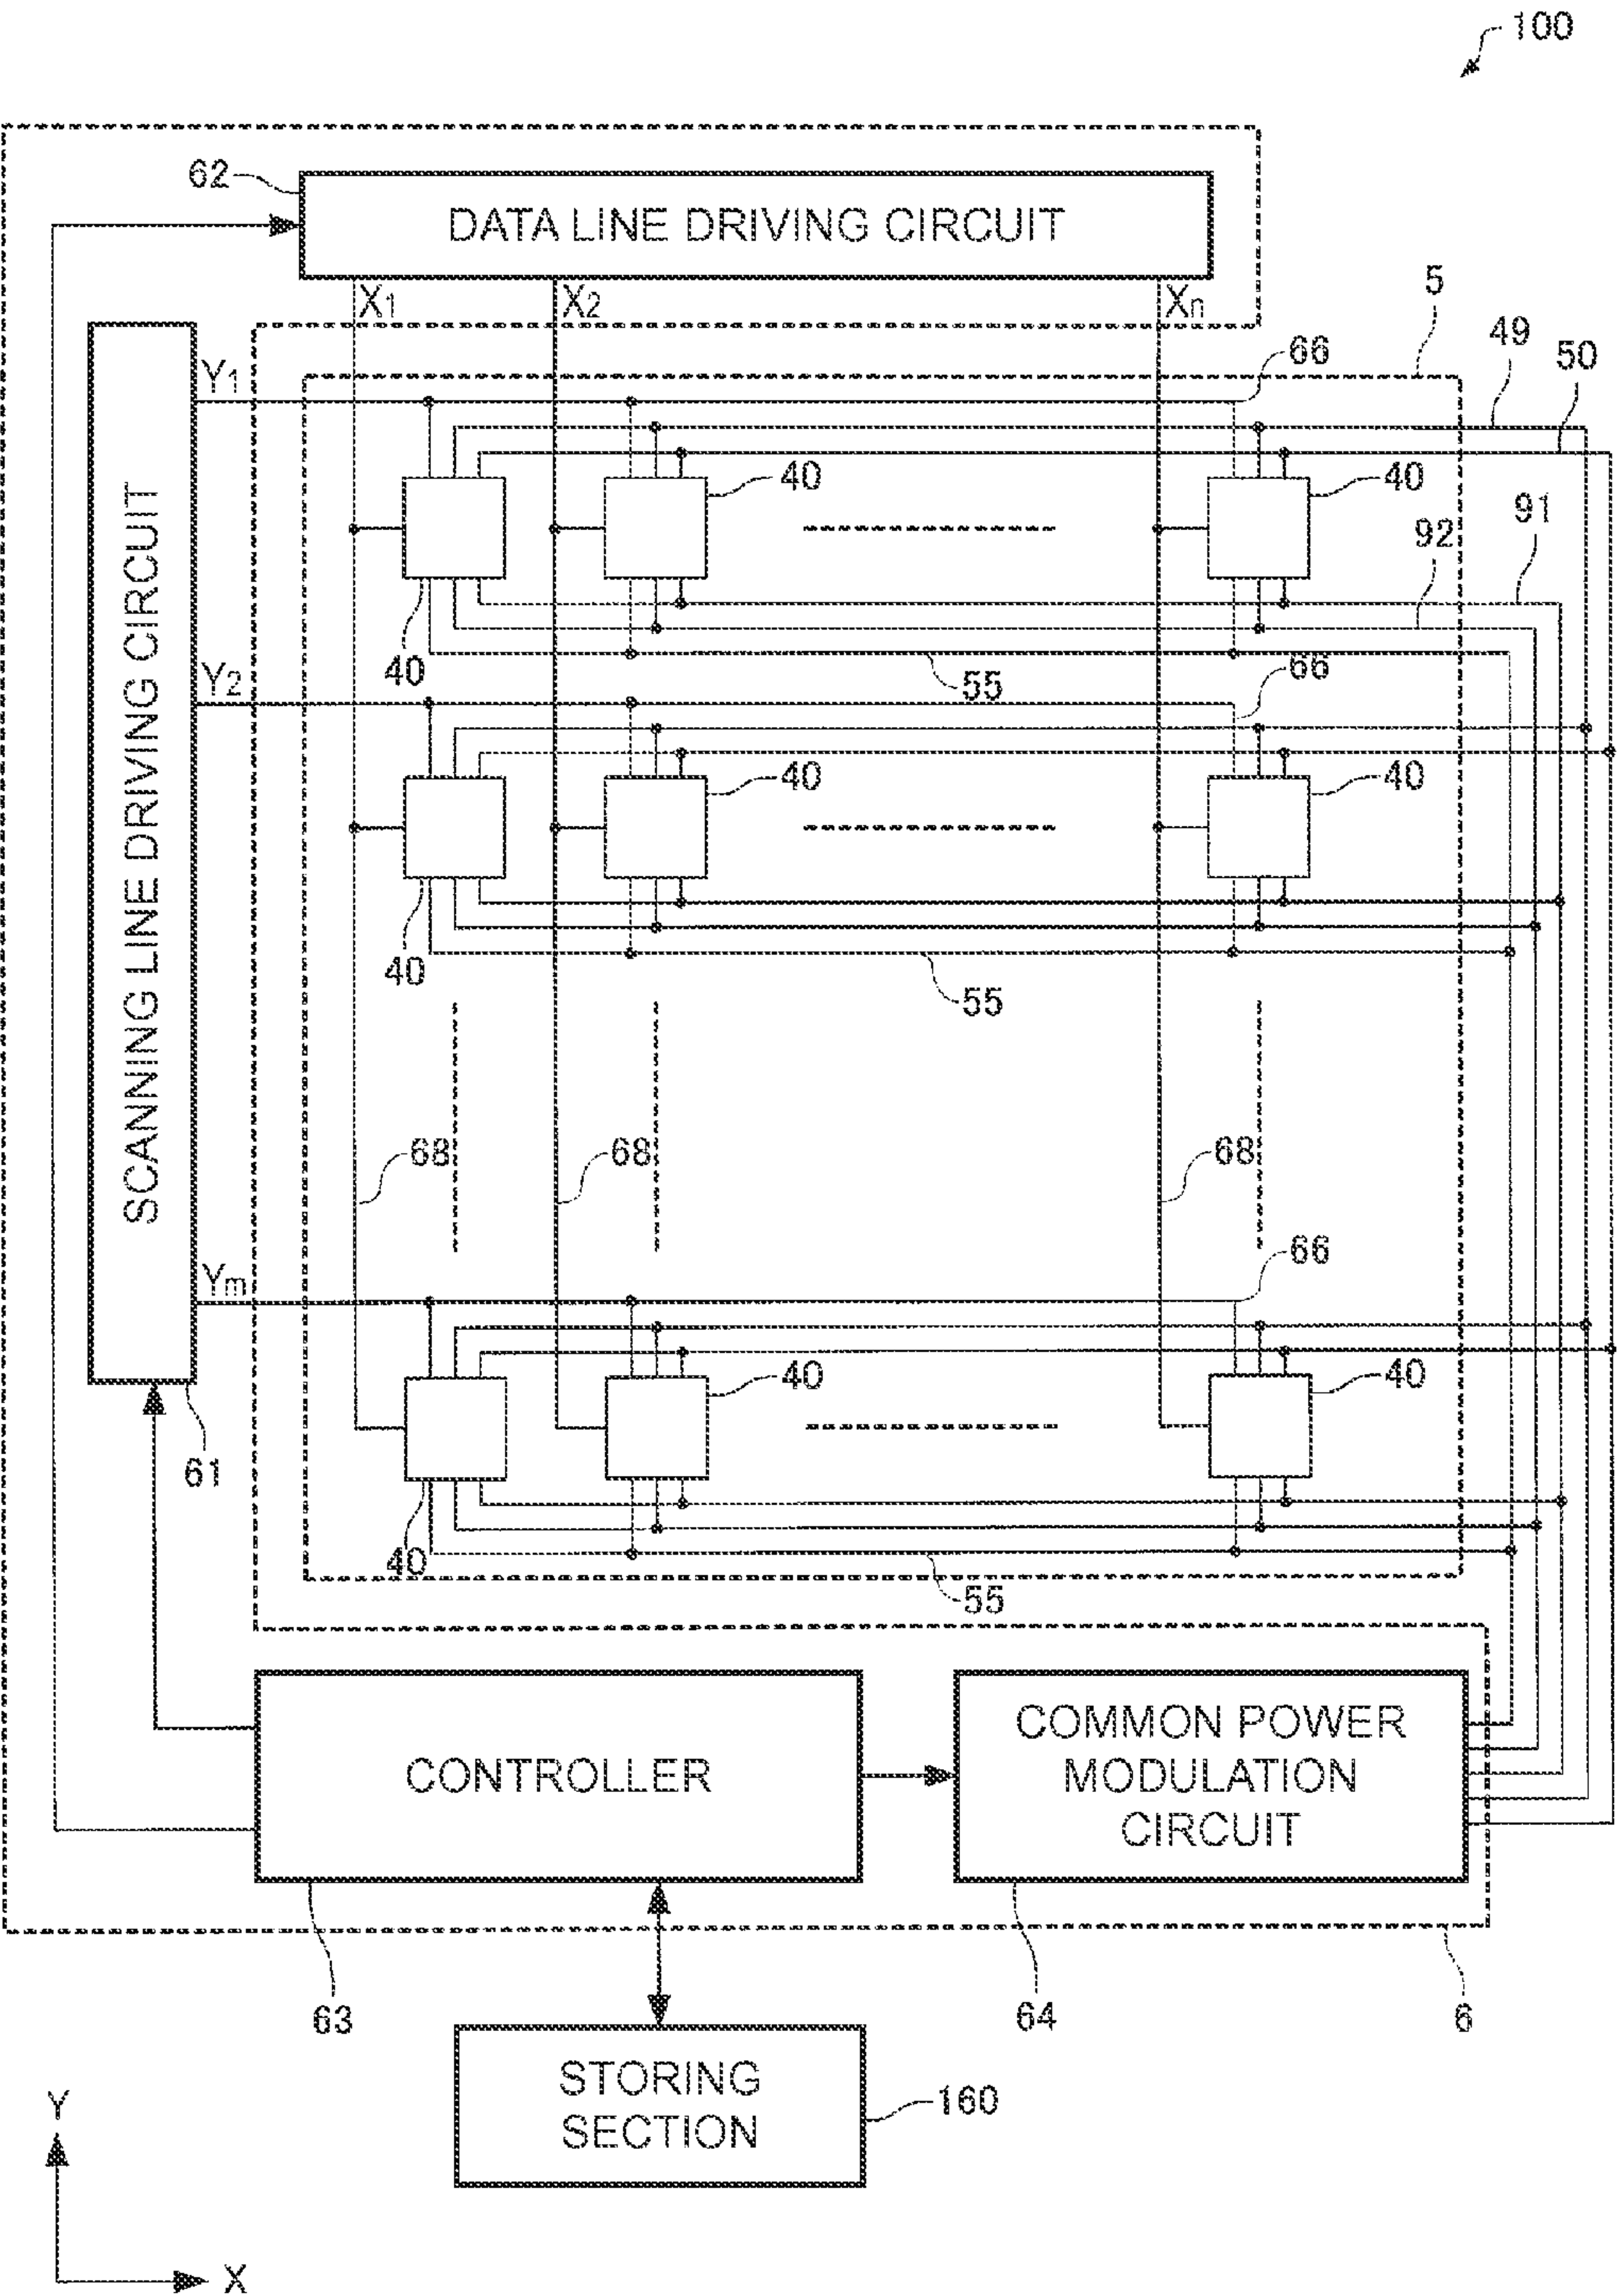 100
62
DATA LINE DRIVING CIRCUIT
X1
X2
Xn
5
49
50
SCANNING LINE DRIVING CIRCUIT
Y1
66
40
40
91
92
40
55
Y2
66
40
40
40
55
68
68
68
Ym
66
40
40
61
40
55
CONTROLLER
COMMON POWER
MODULATION
CIRCUIT
63
64
6
STORING
SECTION
160
Y
X